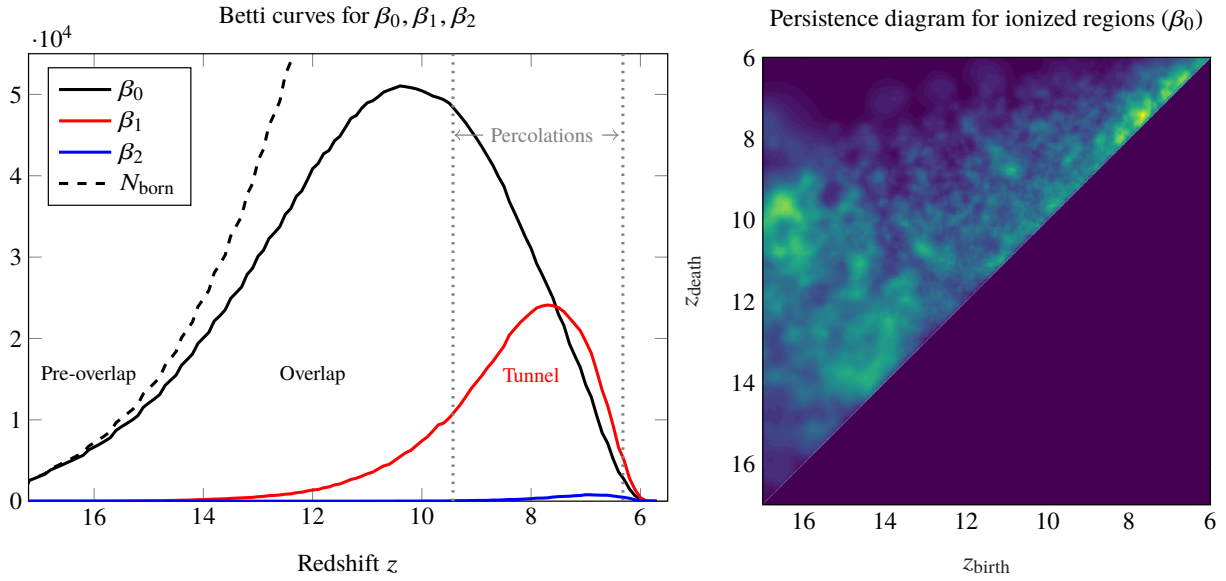 Betti curves for β₀, β₁, β₂
·10⁴
5
4
3
2
1
0
β₀
β₁
β₂
N_born
Percolations
Pre-overlap
Overlap
Tunnel
16 14 12 10 8 6
Redshift z
Persistence diagram for ionized regions (β₀)
6
8
10
12
14
16
z_death
16 14 12 10 8 6
z_birth